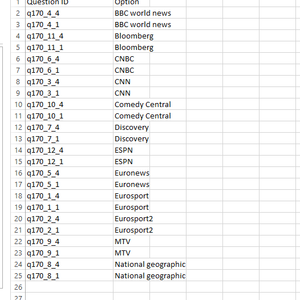 1 Question ID Option
2 q170_4_4 BBC world news
3 q170_4_1 BBC world news
4 q170_11_4 Bloomberg
5 q170_11_1 Bloomberg
6 q170_6_4 CNBC
7 q170_6_1 CNBC
8 q170_3_4 CNN
9 q170_3_1 CNN
10 q170_10_4 Comedy Central
11 q170_10_1 Comedy Central
12 q170_7_4 Discovery
13 q170_7_1 Discovery
14 q170_12_4 ESPN
15 q170_12_1 ESPN
16 q170_5_4 Euronews
17 q170_5_1 Euronews
18 q170_1_4 Eurosport
19 q170_1_1 Eurosport
20 q170_2_4 Eurosport2
21 q170_2_1 Eurosport2
22 q170_9_4 MTV
23 q170_9_1 MTV
24 q170_8_4 National geographic
25 q170_8_1 National geographic
26
27